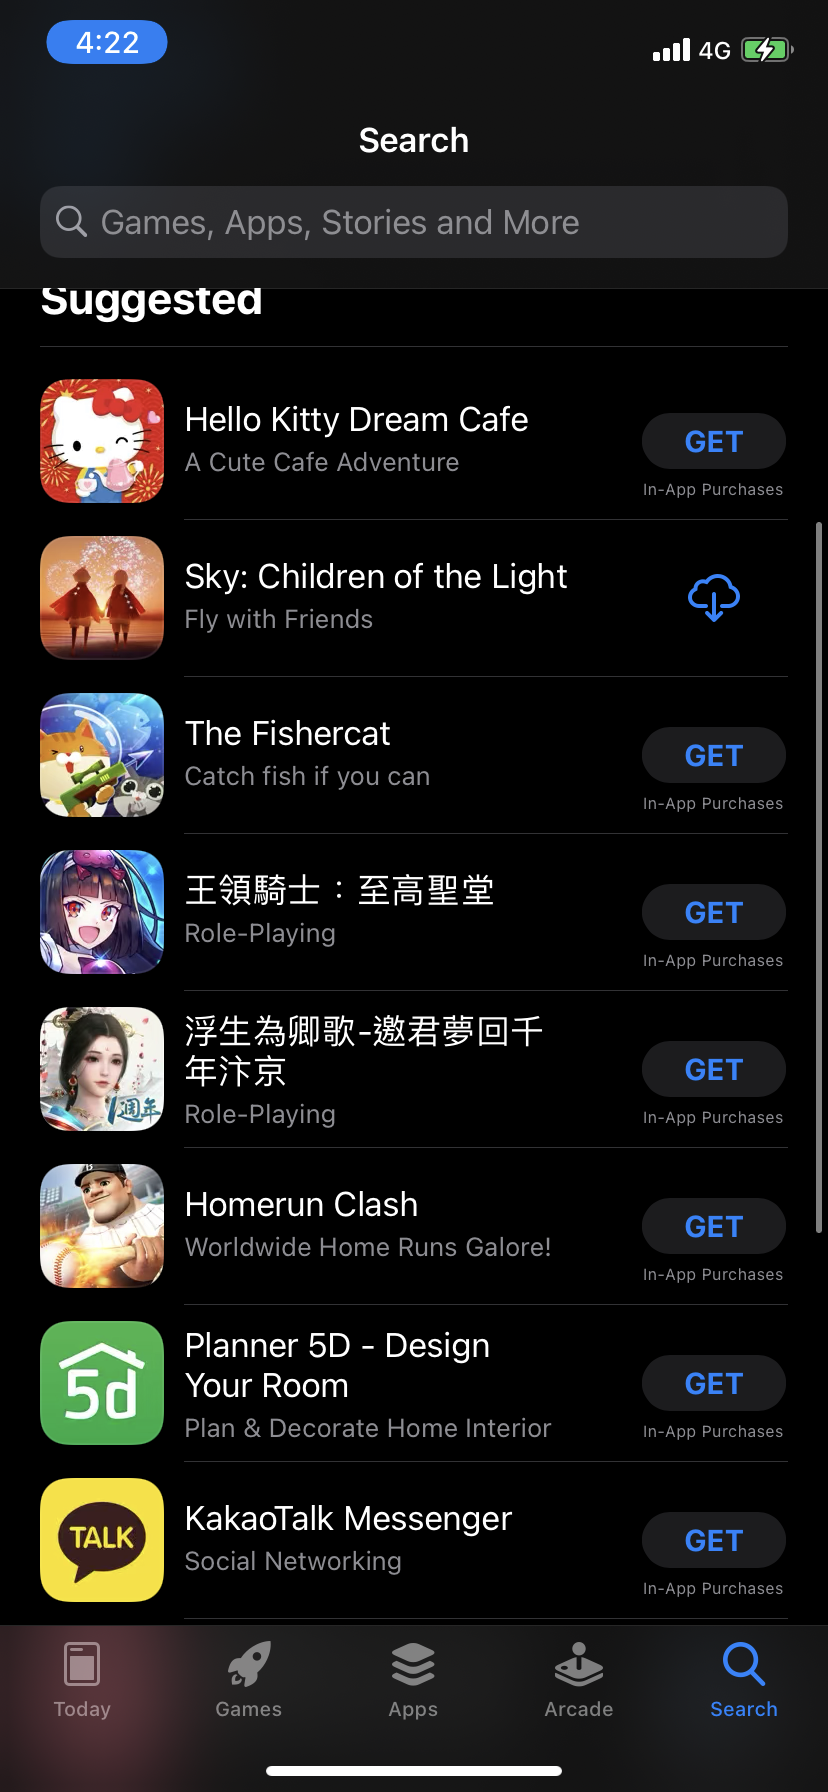 4:22
4G
Search
Games, Apps, Stories and More
Suggested
Hello Kitty Dream Cafe
A Cute Cafe Adventure
GET
In-App Purchases
Sky: Children of the Light
Fly with Friends
The Fishercat
Catch fish if you can
GET
In-App Purchases
王領騎士：至高聖堂
Role-Playing
GET
In-App Purchases
1週年
浮生為卿歌-邀君夢回千
年汴京
Role-Playing
GET
In-App Purchases
B
Homerun Clash
Worldwide Home Runs Galore!
GET
In-App Purchases
5d
Planner 5D - Design
Your Room
Plan & Decorate Home Interior
GET
In-App Purchases
TALK
KakaoTalk Messenger
Social Networking
GET
In-App Purchases
Today
Games
Apps
Arcade
Search